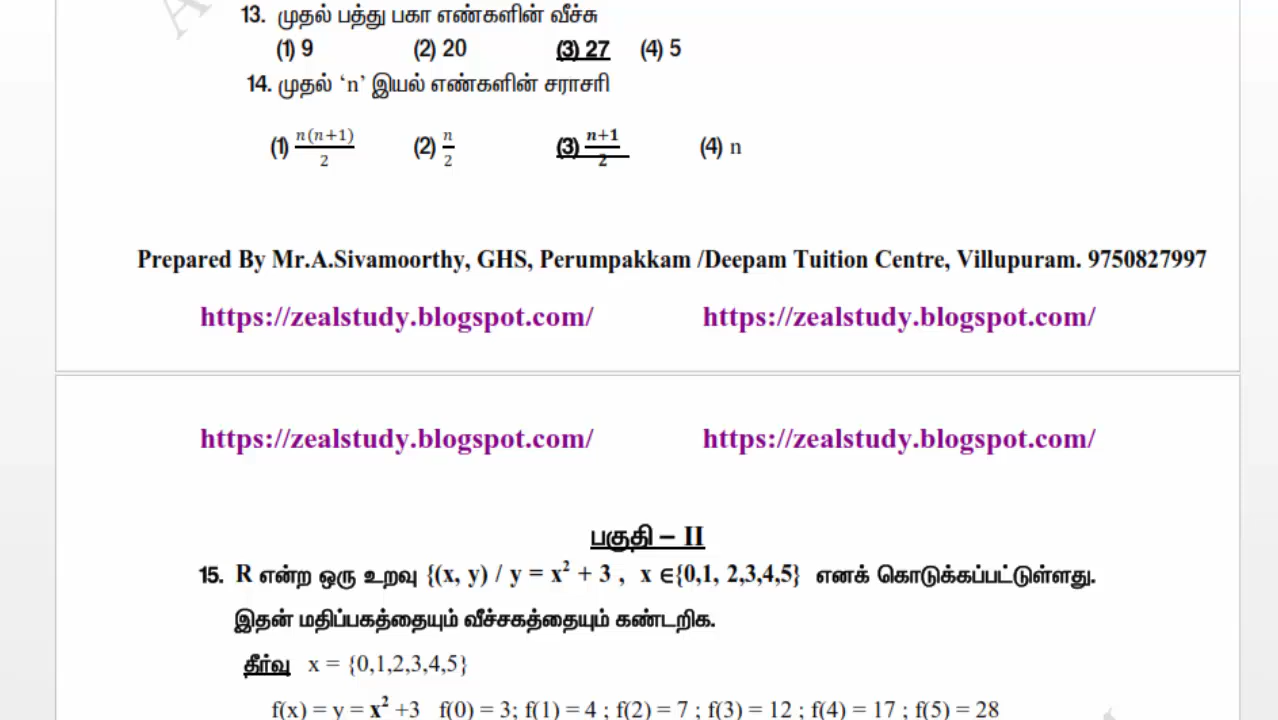 13. முதல் பத்து பகா எண்களின் வீச்சு
(1) 9 (2) 20 (3) 27 (4) 5
14. முதல் ‘n’ இயல் எண்களின் சராசரி
(1) n(n+1)/2 (2) n/2 (3) n+1/2 (4) n
Prepared By Mr.A.Sivamoorthy, GHS, Perumpakkam /Deepam Tuition Centre, Villupuram. 9750827997
https://zealstudy.blogspot.com/ https://zealstudy.blogspot.com/
https://zealstudy.blogspot.com/ https://zealstudy.blogspot.com/
பகுதி – II
15. R என்ற ஒரு உறவு {(x, y) / y = x² + 3 , x ∈{0,1, 2,3,4,5} எனக் கொடுக்கப்பட்டுள்ளது.
இதன் மதிப்பகத்தையும் வீச்சகத்தையும் கண்டறிக.
தீர்வு x = {0,1,2,3,4,5}
f(x) = y = x² +3 f(0) = 3; f(1) = 4 ; f(2) = 7 ; f(3) = 12 ; f(4) = 17 ; f(5) = 28